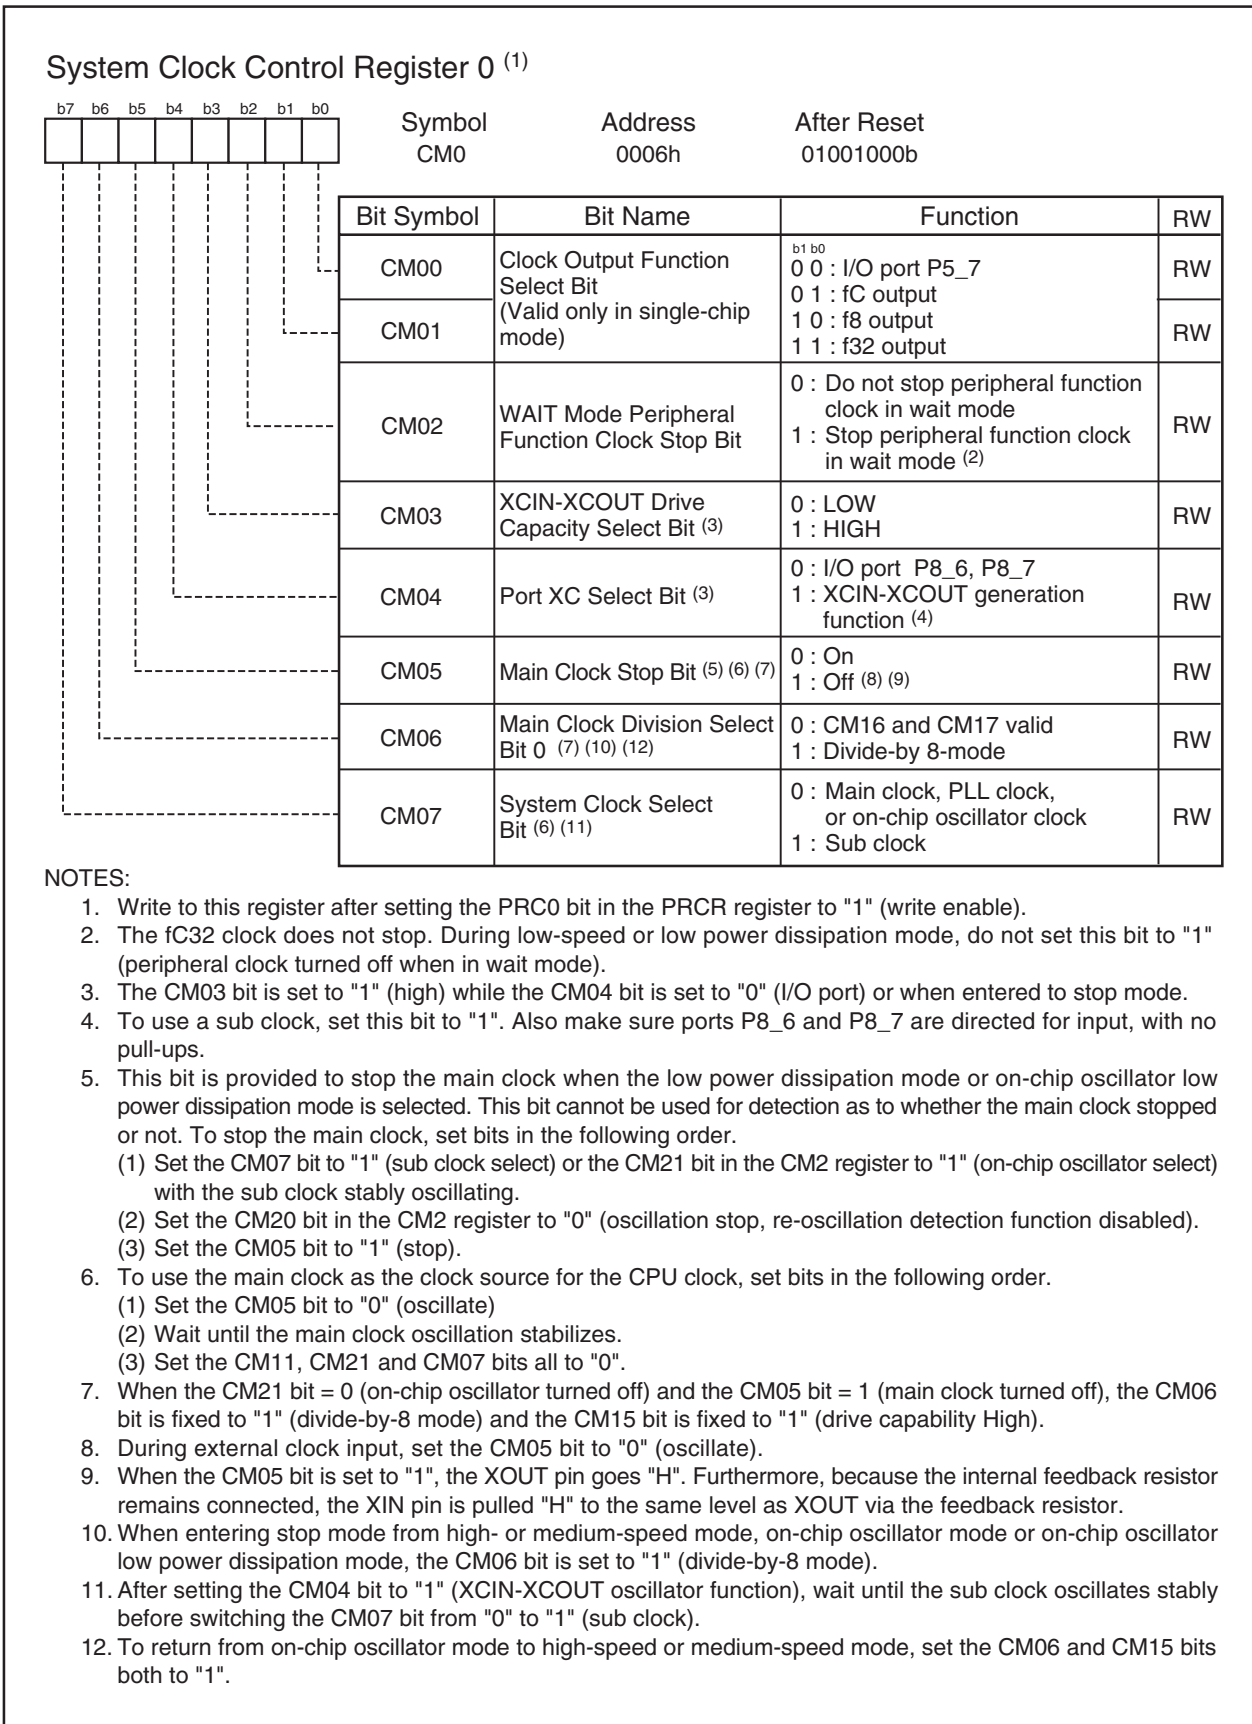 System Clock Control Register 0 (1)
b7 b6 b5 b4 b3 b2 b1 b0
Symbol Address After Reset
CM0 0006h 01001000b
Bit Symbol Bit Name Function RW
CM00 Clock Output Function Select Bit (Valid only in single-chip mode) b1 b0 RW
0 0 : I/O port P5_7
0 1 : fC output
CM01 1 0 : f8 output RW
1 1 : f32 output
CM02 WAIT Mode Peripheral Function Clock Stop Bit 0 : Do not stop peripheral function clock in wait mode RW
1 : Stop peripheral function clock in wait mode (2)
CM03 XCIN-XCOUT Drive Capacity Select Bit (3) 0 : LOW RW
1 : HIGH
CM04 Port XC Select Bit (3) 0 : I/O port P8_6, P8_7 RW
1 : XCIN-XCOUT generation function (4)
CM05 Main Clock Stop Bit (5) (6) (7) 0 : On RW
1 : Off (8) (9)
CM06 Main Clock Division Select Bit 0 (7) (10) (12) 0 : CM16 and CM17 valid RW
1 : Divide-by 8-mode
CM07 System Clock Select Bit (6) (11) 0 : Main clock, PLL clock, or on-chip oscillator clock RW
1 : Sub clock
NOTES:
1. Write to this register after setting the PRC0 bit in the PRCR register to "1" (write enable).
2. The fC32 clock does not stop. During low-speed or low power dissipation mode, do not set this bit to "1"
(peripheral clock turned off when in wait mode).
3. The CM03 bit is set to "1" (high) while the CM04 bit is set to "0" (I/O port) or when entered to stop mode.
4. To use a sub clock, set this bit to "1". Also make sure ports P8_6 and P8_7 are directed for input, with no
pull-ups.
5. This bit is provided to stop the main clock when the low power dissipation mode or on-chip oscillator low
power dissipation mode is selected. This bit cannot be used for detection as to whether the main clock stopped
or not. To stop the main clock, set bits in the following order.
(1) Set the CM07 bit to "1" (sub clock select) or the CM21 bit in the CM2 register to "1" (on-chip oscillator select)
with the sub clock stably oscillating.
(2) Set the CM20 bit in the CM2 register to "0" (oscillation stop, re-oscillation detection function disabled).
(3) Set the CM05 bit to "1" (stop).
6. To use the main clock as the clock source for the CPU clock, set bits in the following order.
(1) Set the CM05 bit to "0" (oscillate)
(2) Wait until the main clock oscillation stabilizes.
(3) Set the CM11, CM21 and CM07 bits all to "0".
7. When the CM21 bit = 0 (on-chip oscillator turned off) and the CM05 bit = 1 (main clock turned off), the CM06
bit is fixed to "1" (divide-by-8 mode) and the CM15 bit is fixed to "1" (drive capability High).
8. During external clock input, set the CM05 bit to "0" (oscillate).
9. When the CM05 bit is set to "1", the XOUT pin goes "H". Furthermore, because the internal feedback resistor
remains connected, the XIN pin is pulled "H" to the same level as XOUT via the feedback resistor.
10. When entering stop mode from high- or medium-speed mode, on-chip oscillator mode or on-chip oscillator
low power dissipation mode, the CM06 bit is set to "1" (divide-by-8 mode).
11. After setting the CM04 bit to "1" (XCIN-XCOUT oscillator function), wait until the sub clock oscillates stably
before switching the CM07 bit from "0" to "1" (sub clock).
12. To return from on-chip oscillator mode to high-speed or medium-speed mode, set the CM06 and CM15 bits
both to "1".